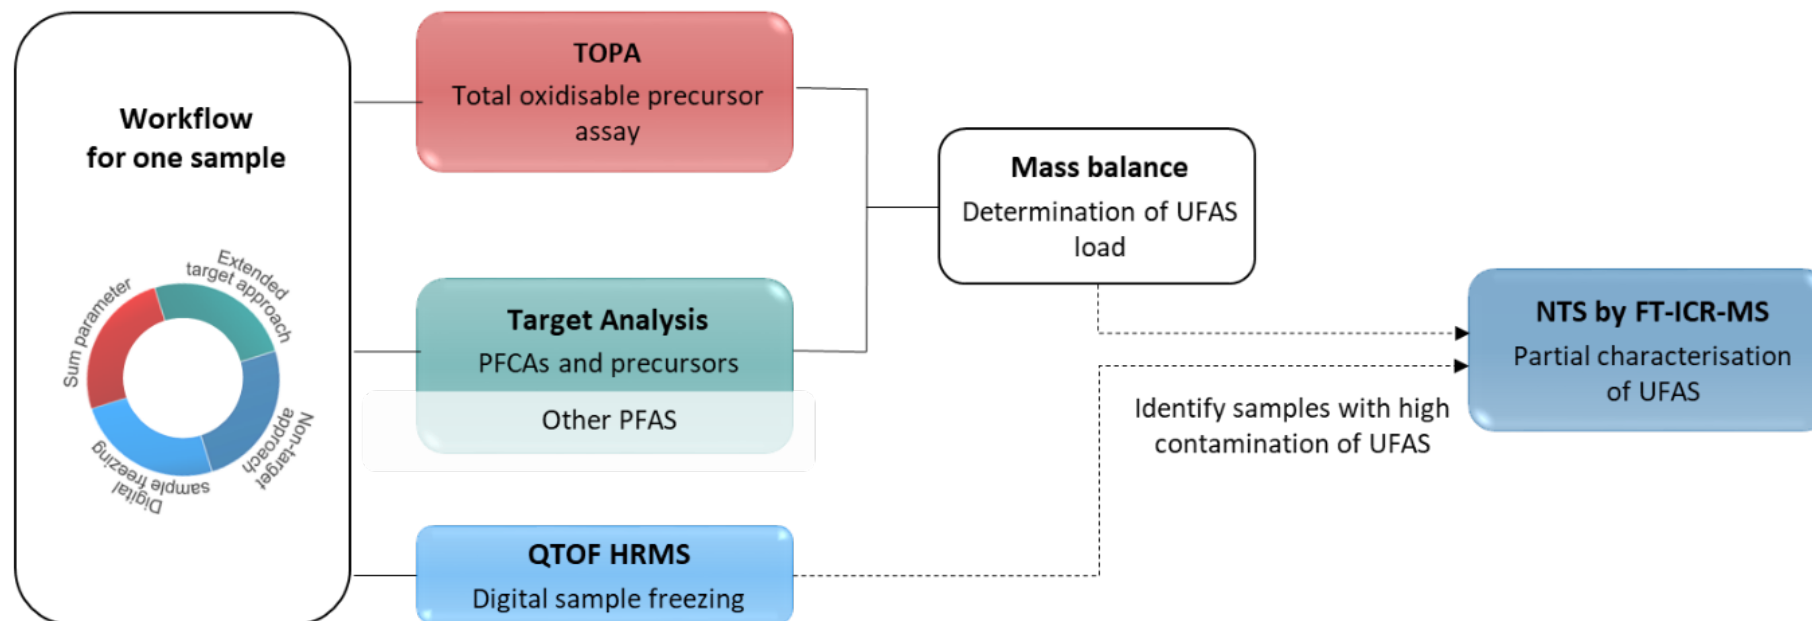 Workflow
for one sample
Extended
target approach
Sum parameter
Non-target
approach
Digital
sample freezing
TOPA
Total oxidisable precursor
assay
Target Analysis
PFCAs and precursors
Other PFAS
QTOF HRMS
Digital sample freezing
Mass balance
Determination of UFAS
load
Identify samples with high
contamination of UFAS
NTS by FT-ICR-MS
Partial characterisation
of UFAS